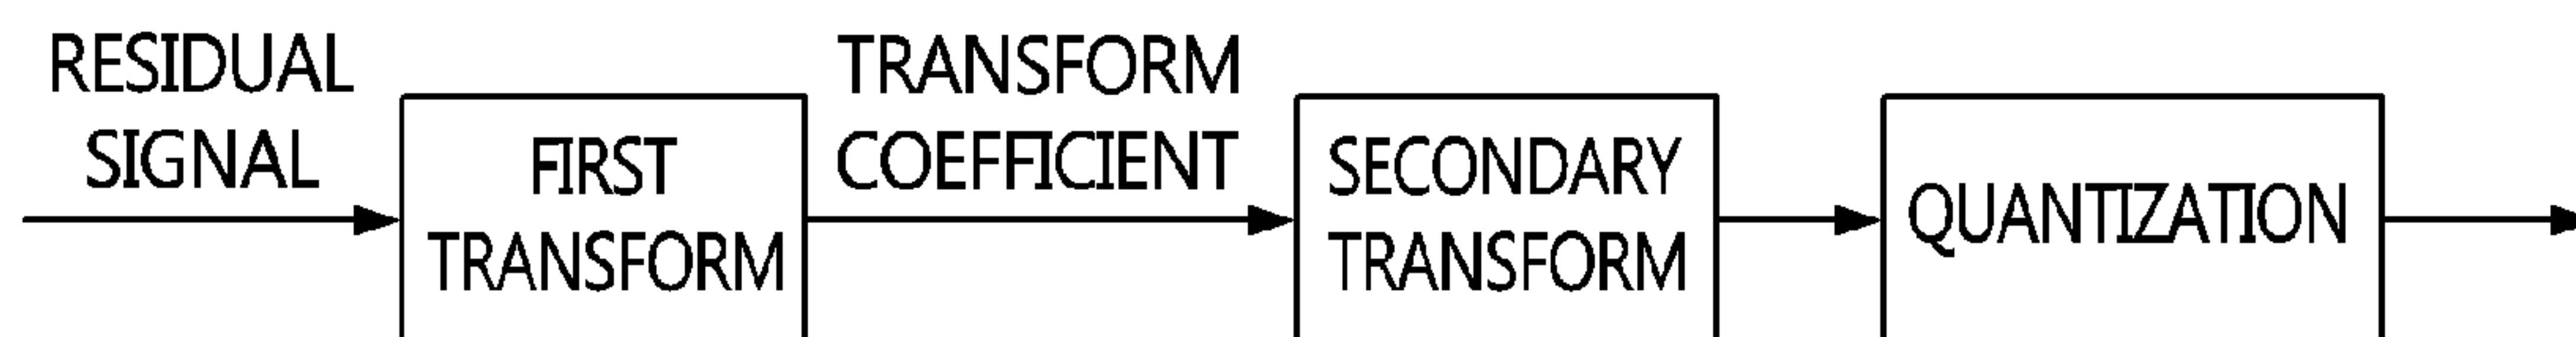 RESIDUAL
SIGNAL
FIRST
TRANSFORM
TRANSFORM
COEFFICIENT
SECONDARY
TRANSFORM
QUANTIZATION